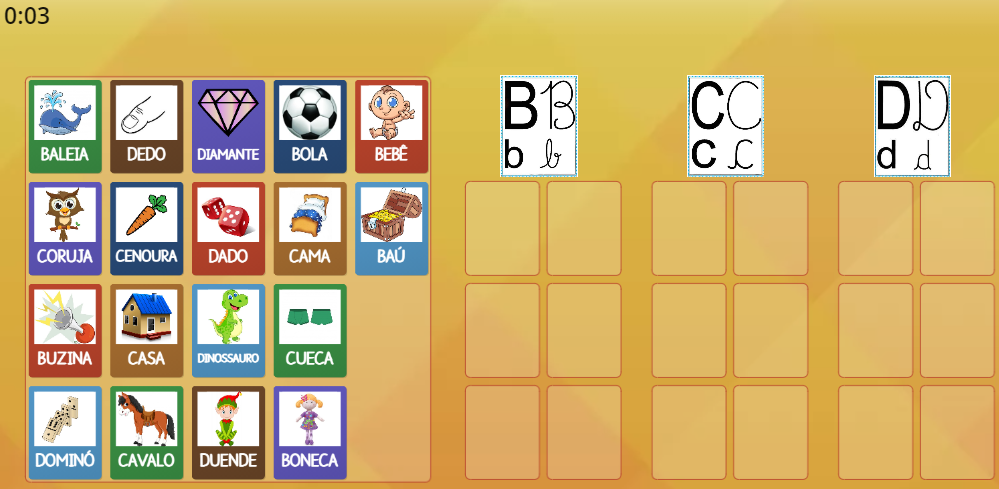 0:03
BALEIA DEDO DIAMANTE BOLA BEBÊ
CORUJA CENOURA DADO CAMA BAÚ
BUZINA CASA DINOSSAURO CUECA
DOMINÓ CAVALO DUENDE BONECA
B B
b b
C C
c c
D D
d d